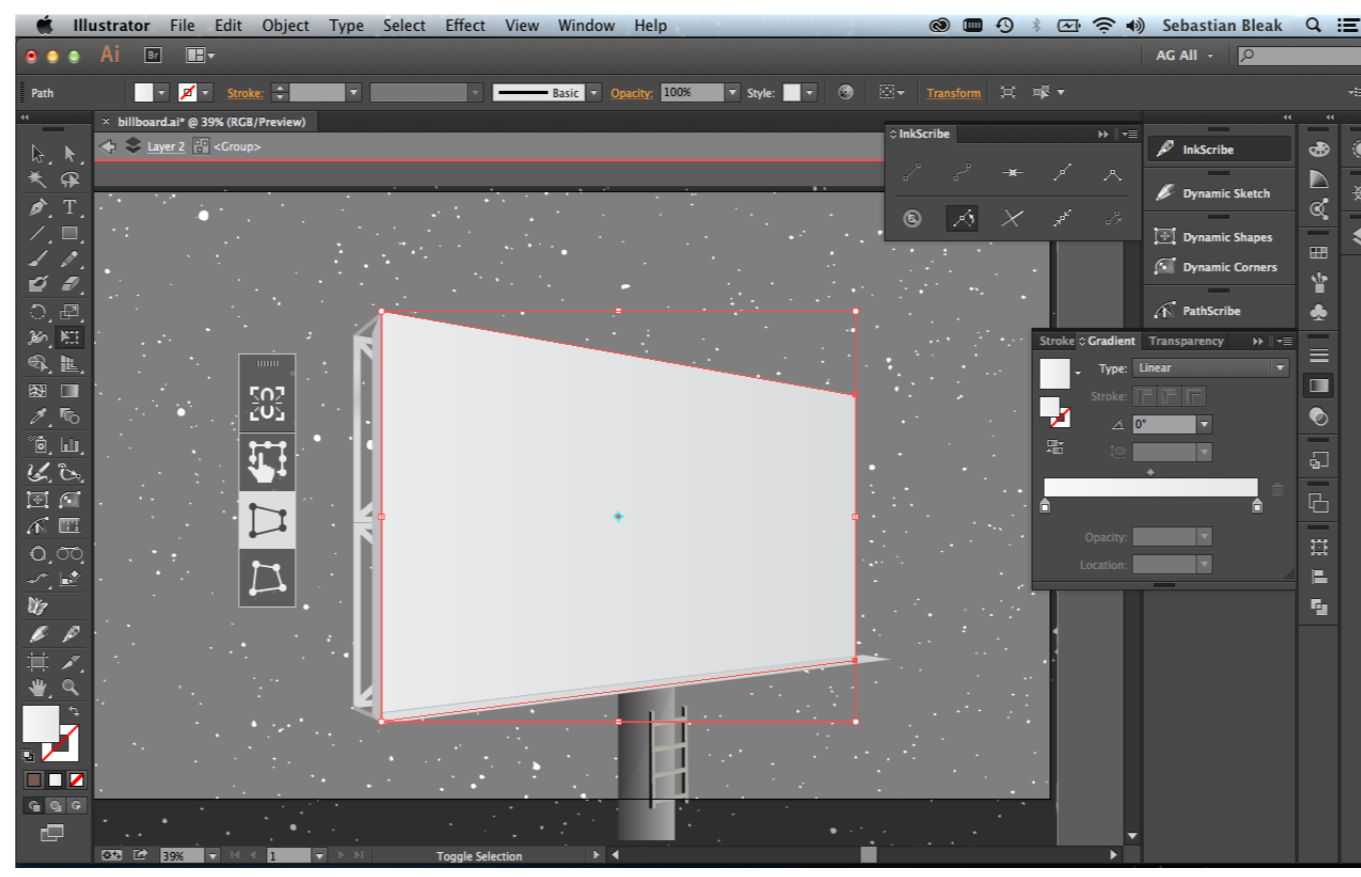 Illustrator File Edit Object Type Select Effect View Window Help Sebastian Bleak
Ai Br AG All
Path Stroke: Basic Opacity: 100% Style: Transform
× billboard.ai* @ 39% (RGB/Preview)
Layer 2 <Group>
InkScribe
InkScribe
Dynamic Sketch
Dynamic Shapes
Dynamic Corners
PathScribe
Stroke Gradient Transparency
Type: Linear
Stroke:
0°
Opacity:
Location:
39% 1 Toggle Selection